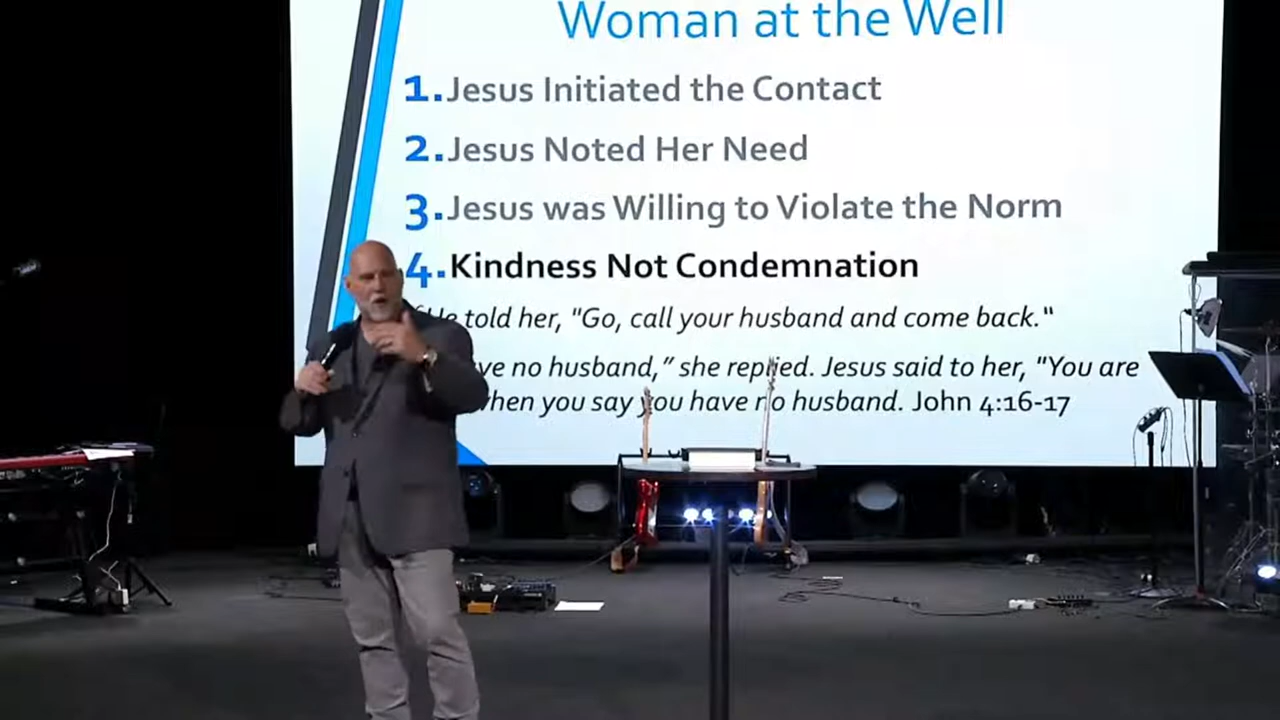 Woman at the Well
1. Jesus Initiated the Contact
2. Jesus Noted Her Need
3. Jesus was Willing to Violate the Norm
4. Kindness Not Condemnation
told her, "Go, call your husband and come back."
no husband," she replied. Jesus said to her, "You are
when you say you have no husband. John 4:16-17